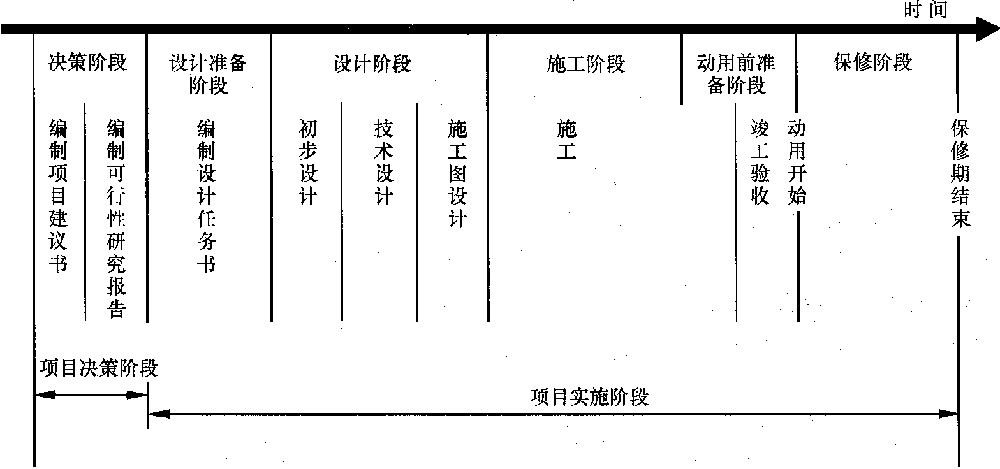 时间
决策阶段
设计准备
阶段
设计阶段
施工阶段
动用前准
备阶段
保修阶段
编制项目建议书
编制可行性研究报告
编制设计任务书
初步设计
技术设计
施工图设计
施工
竣工验收
动用开始
保修期结束
项目决策阶段
项目实施阶段